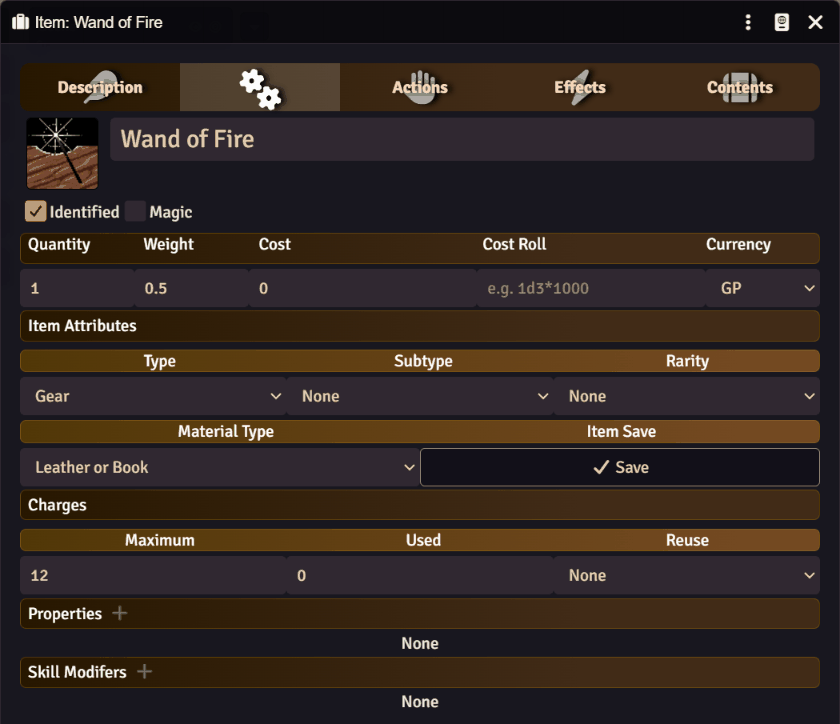 Item: Wand of Fire
Description Actions Effects Contents
Wand of Fire
Identified Magic
Quantity Weight Cost Cost Roll Currency
1 0.5 0 e.g. 1d3*1000 GP
Item Attributes
Type Subtype Rarity
Gear None None
Material Type Item Save
Leather or Book Save
Charges
Maximum Used Reuse
12 0 None
Properties
None
Skill Modifers
None